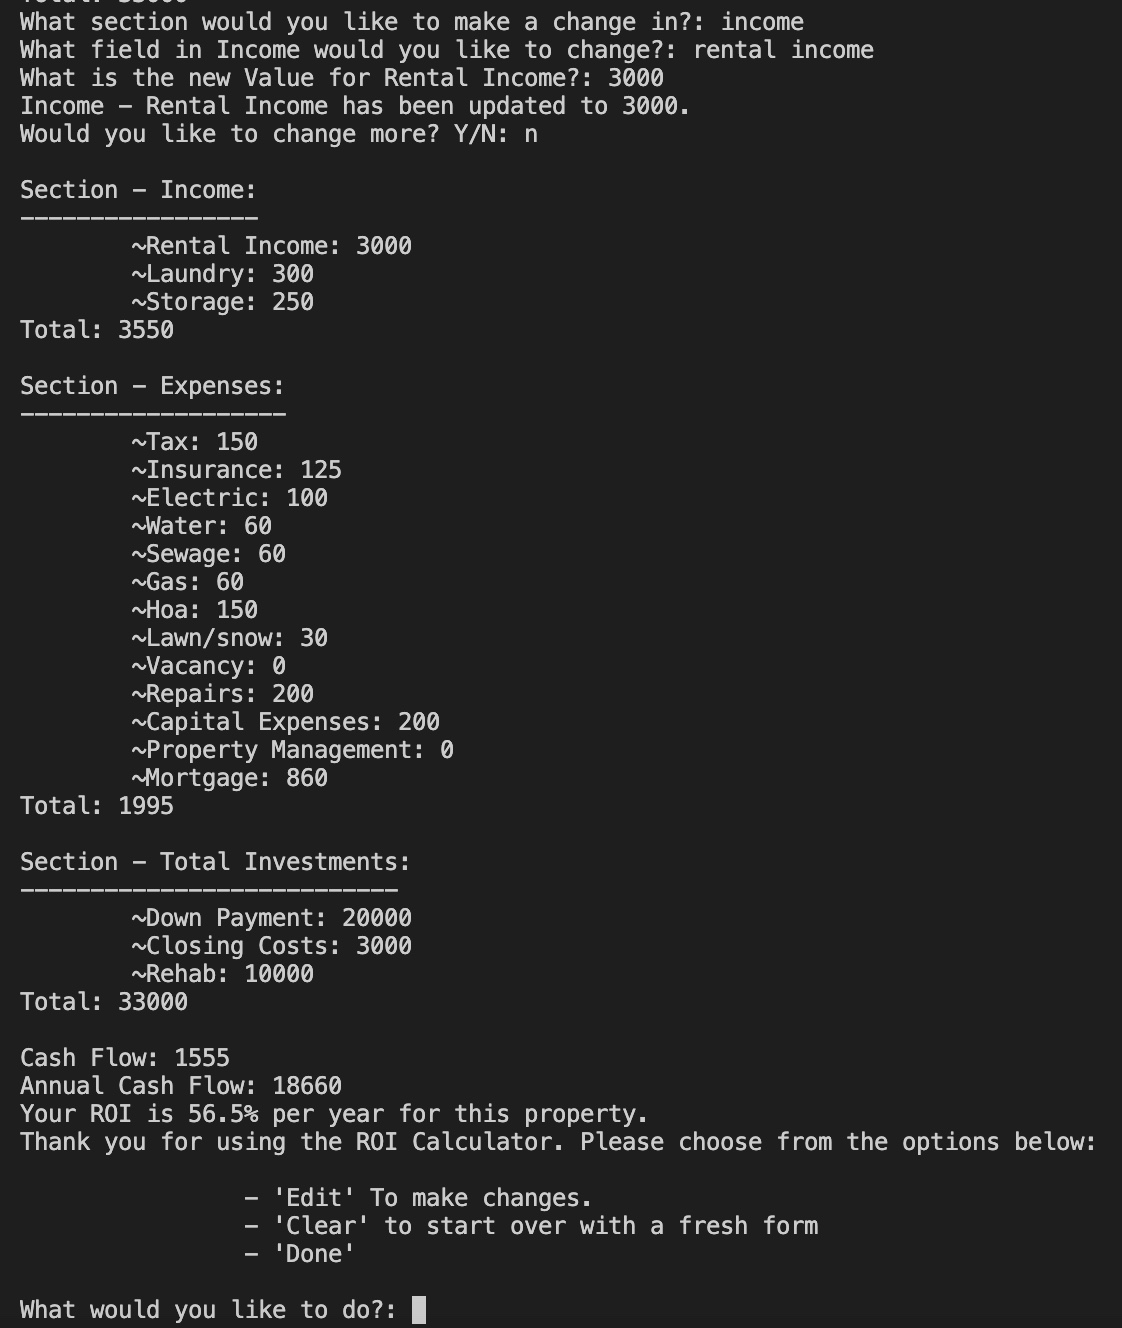 What section would you like to make a change in?: income
What field in Income would you like to change?: rental income
What is the new Value for Rental Income?: 3000
Income – Rental Income has been updated to 3000.
Would you like to change more? Y/N: n
Section – Income:
-----------------
~Rental Income: 3000
~Laundry: 300
~Storage: 250
Total: 3550
Section – Expenses:
-------------------
~Tax: 150
~Insurance: 125
~Electric: 100
~Water: 60
~Sewage: 60
~Gas: 60
~Hoa: 150
~Lawn/snow: 30
~Vacancy: 0
~Repairs: 200
~Capital Expenses: 200
~Property Management: 0
~Mortgage: 860
Total: 1995
Section – Total Investments:
---------------------------
~Down Payment: 20000
~Closing Costs: 3000
~Rehab: 10000
Total: 33000
Cash Flow: 1555
Annual Cash Flow: 18660
Your ROI is 56.5% per year for this property.
Thank you for using the ROI Calculator. Please choose from the options below:
– 'Edit' To make changes.
– 'Clear' to start over with a fresh form
– 'Done'
What would you like to do?: